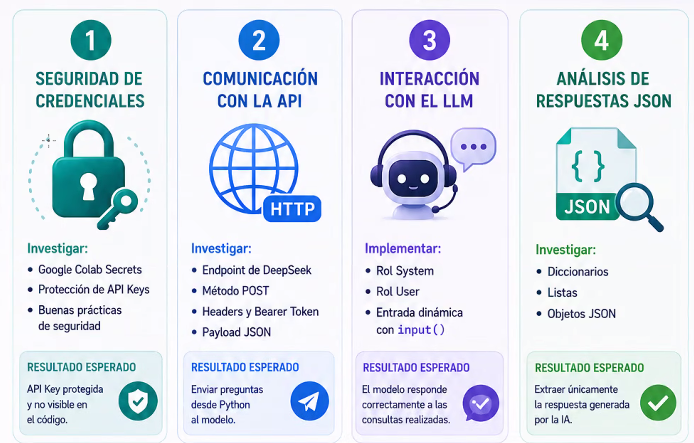 1
SEGURIDAD DE
CREDENCIALES
Investigar:
• Google Colab Secrets
• Protección de API Keys
• Buenas prácticas
de seguridad
RESULTADO ESPERADO
API Key protegida
y no visible en
el código.
2
COMUNICACIÓN
CON LA API
HTTP
Investigar:
• Endpoint de DeepSeek
• Método POST
• Headers y Bearer Token
• Payload JSON
RESULTADO ESPERADO
Enviar preguntas
desde Python
al modelo.
3
INTERACCIÓN
CON EL LLM
Implementar:
• Rol System
• Rol User
• Entrada dinámica
con input()
RESULTADO ESPERADO
El modelo responde
correctamente a las
consultas realizadas.
4
ANÁLISIS DE
RESPUESTAS JSON
{ }
JSON
Investigar:
• Diccionarios
• Listas
• Objetos JSON
RESULTADO ESPERADO
Extraer únicamente
la respuesta generada
por la IA.